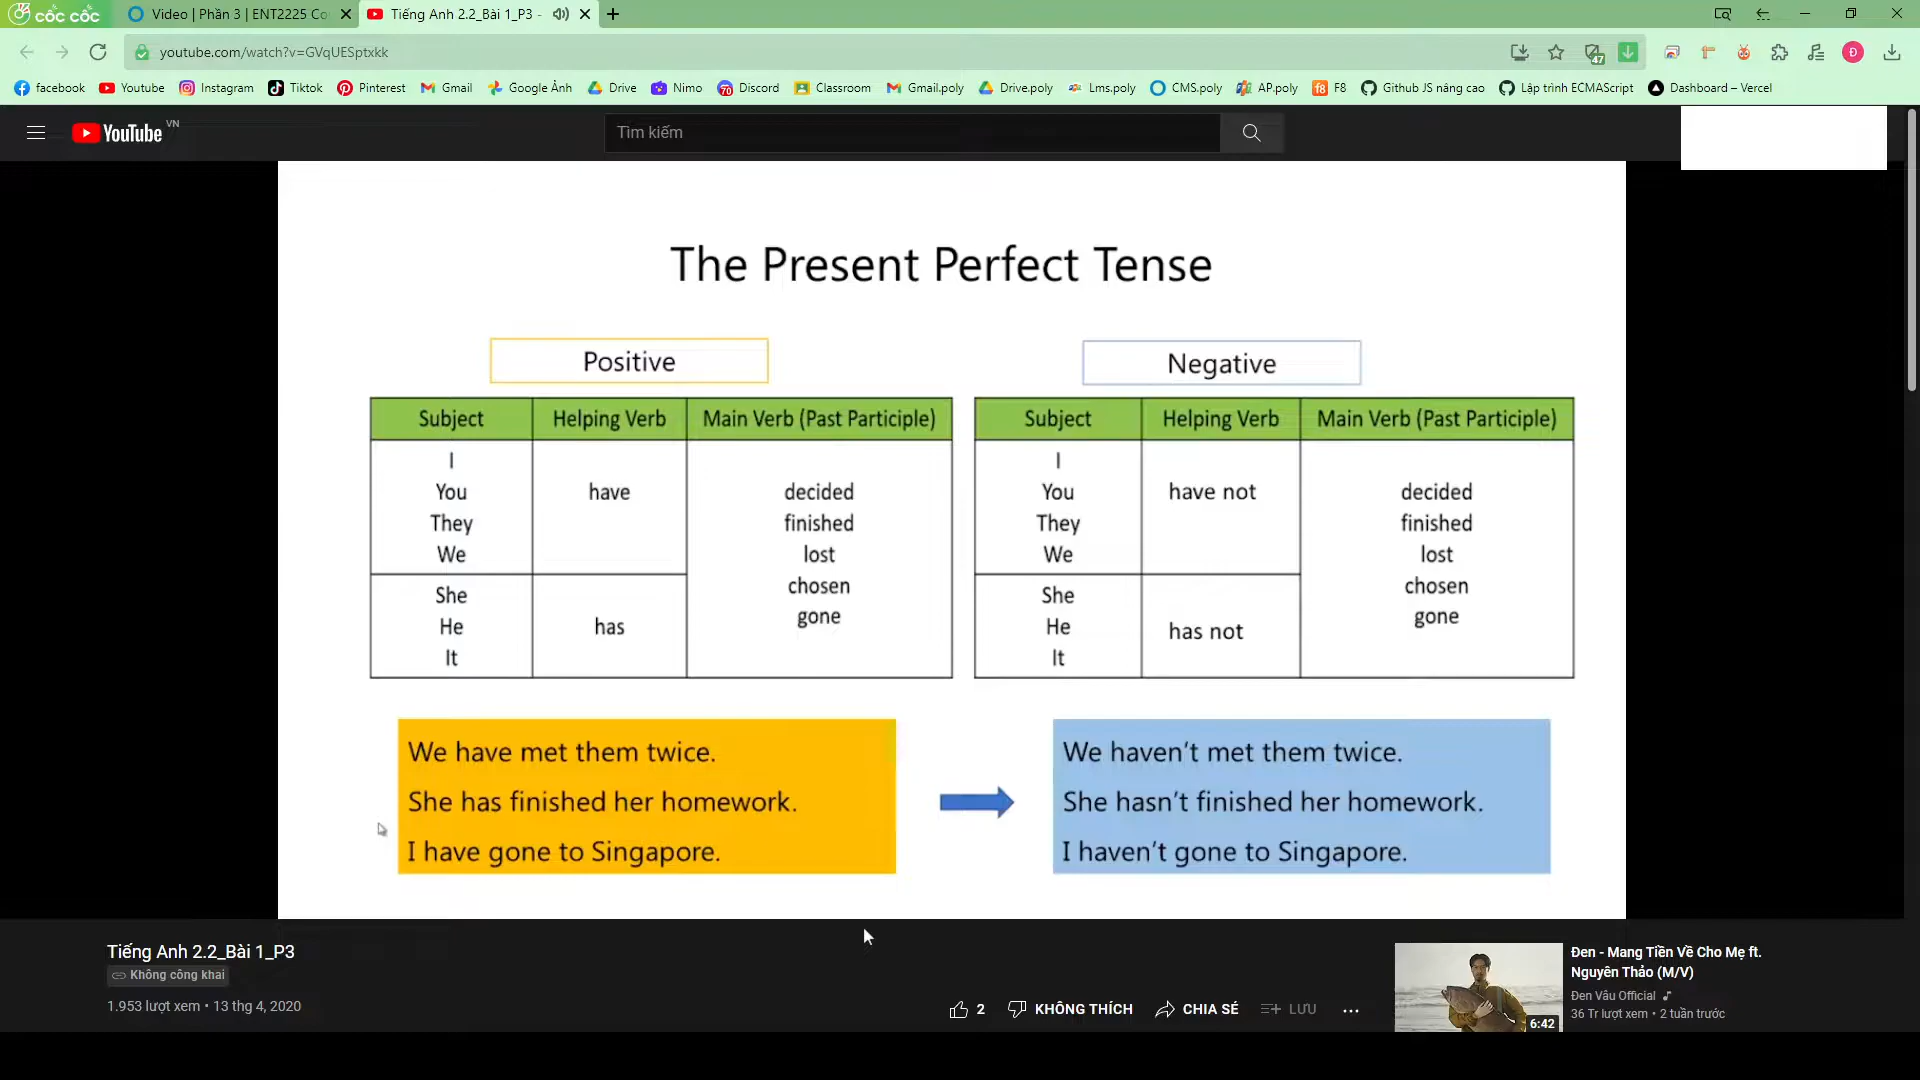 cốc cốc
Video | Phần 3 | ENT2225 Co
Tiếng Anh 2.2_Bài 1_P3 -
youtube.com/watch?v=GVqUESptxkk
47
Đ
facebook
Youtube
Instagram
Tiktok
Pinterest
Gmail
Google Ảnh
Drive
Nimo
70
Discord
Classroom
Gmail.poly
Drive.poly
Lms.poly
CMS.poly
AP.poly
f8
F8
Github JS nâng cao
Lập trình ECMAScript
Dashboard – Vercel
YouTube VN
Tìm kiếm
The Present Perfect Tense
Positive
Subject Helping Verb Main Verb (Past Participle)
I
You have decided
They finished
We lost
She chosen
He has gone
It
Negative
Subject Helping Verb Main Verb (Past Participle)
I
You have not decided
They finished
We lost
She chosen
He has not gone
It
We have met them twice.
She has finished her homework.
I have gone to Singapore.
We haven't met them twice.
She hasn't finished her homework.
I haven't gone to Singapore.
Tiếng Anh 2.2_Bài 1_P3
Không công khai
1.953 lượt xem • 13 thg 4, 2020
2
KHÔNG THÍCH
CHIA SẺ
LƯU
6:42
Đen - Mang Tiền Về Cho Mẹ ft.
Nguyên Thảo (M/V)
Đen Vâu Official
36 Tr lượt xem • 2 tuần trước